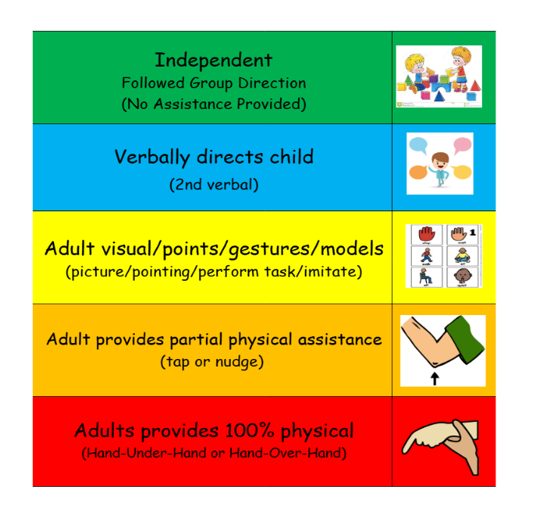 Independent
Followed Group Direction
(No Assistance Provided)
Verbally directs child
(2nd verbal)
Adult visual/points/gestures/models
(picture/pointing/perform task/imitate)
1
Adult provides partial physical assistance
(tap or nudge)
Adults provides 100% physical
(Hand-Under-Hand or Hand-Over-Hand)